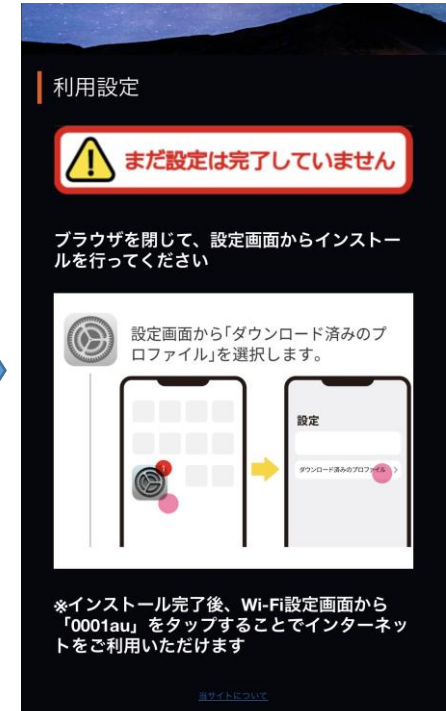 利用設定
まだ設定は完了していません
ブラウザを閉じて、設定画面からインストー
ルを行ってください
設定画面から「ダウンロード済みのプ
ロファイル」を選択します。
1
設定
ダウンロード済みのプロファイル
※インストール完了後、Wi-Fi設定画面から
「0001au」をタップすることでインターネッ
トをご利用いただけます
当サイトについて